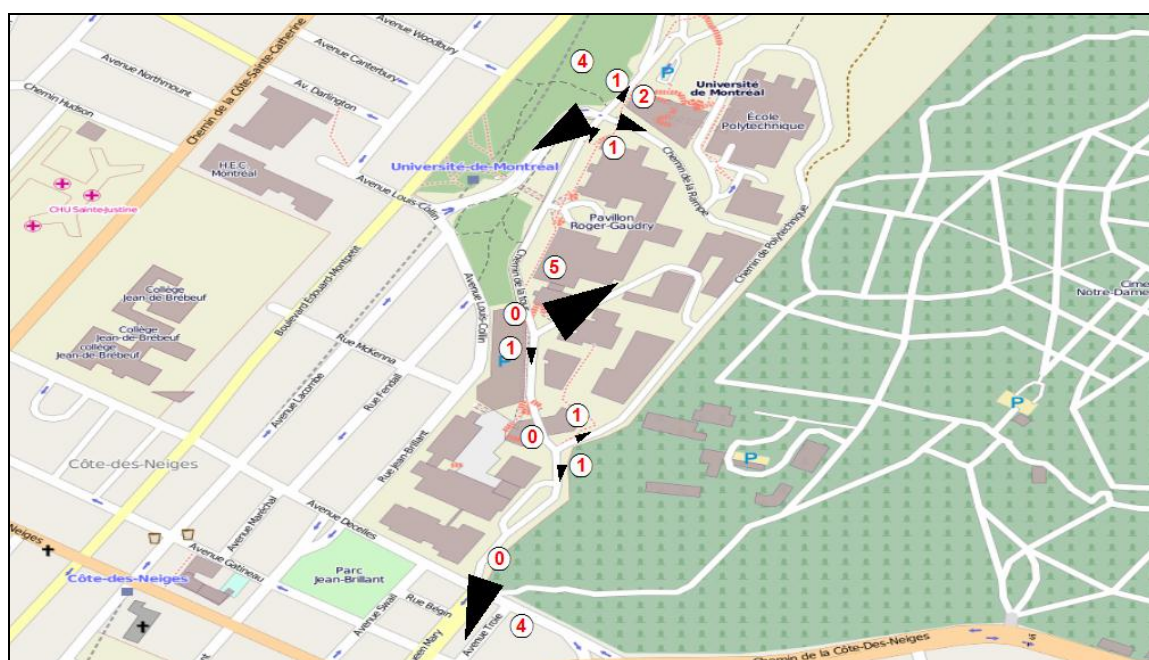 Avenue Woodbury
Avenue Canterbury
Chemin de la Côte-Sainte-Catherine
Avenue Northmount
Av. Darlington
Chemin Hudson
4
1
2
P
Université
de Montréal
École
Polytechnique
1
H.E.C.
Montréal
Université-de-Montréal
Chemin de la Rampe
CHU Sainte-Justine
Avenue Louis-Colin
Pavillon
Roger-Gaudry
Chemin de Polytechnique
Boulevard Édouard-Montpetit
5
Collège
Jean-de-Brébeuf
Avenue Louis-Colin
Cime
Notre-Dame
0
Collège
Jean-de-Brébeuf
collège
Jean-de-Brébeuf
Rue McKenna
1
P
Avenue Lacombe
Rue Fendall
P
1
0
Côte-des-Neiges
Rue Jean-Brillant
P
1
Avenue Maréchal
Avenue Decelles
Neiges
Avenue Gatineau
0
Parc
Jean-Brillant
Côte-des-Neiges
Rue Bégin
Avenue Swail
Avenue Troie
4
een Mary
Chemin de la Côte-Des-Neiges